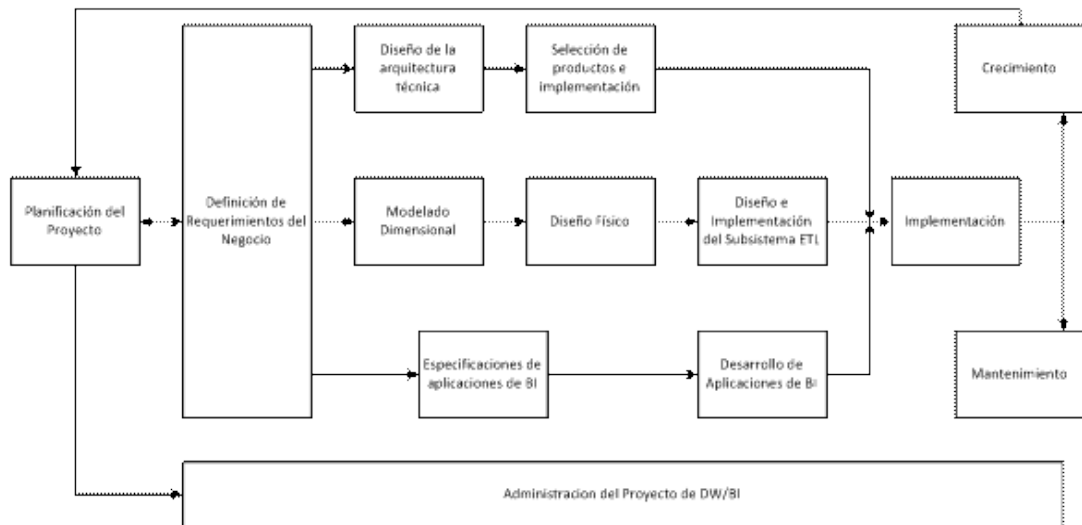 Diseño de la
arquitectura
técnica
Selección de
productos e
implementación
Crecimiento
Planificación del
Proyecto
Definición de
Requerimientos del
Negocio
Modelado
Dimensional
Diseño Físico
Diseño e
Implementación
del Subsistema ETL
Implementación
Especificaciones de
aplicaciones de BI
Desarrollo de
Aplicaciones de BI
Mantenimiento
Administracion del Proyecto de DW/BI